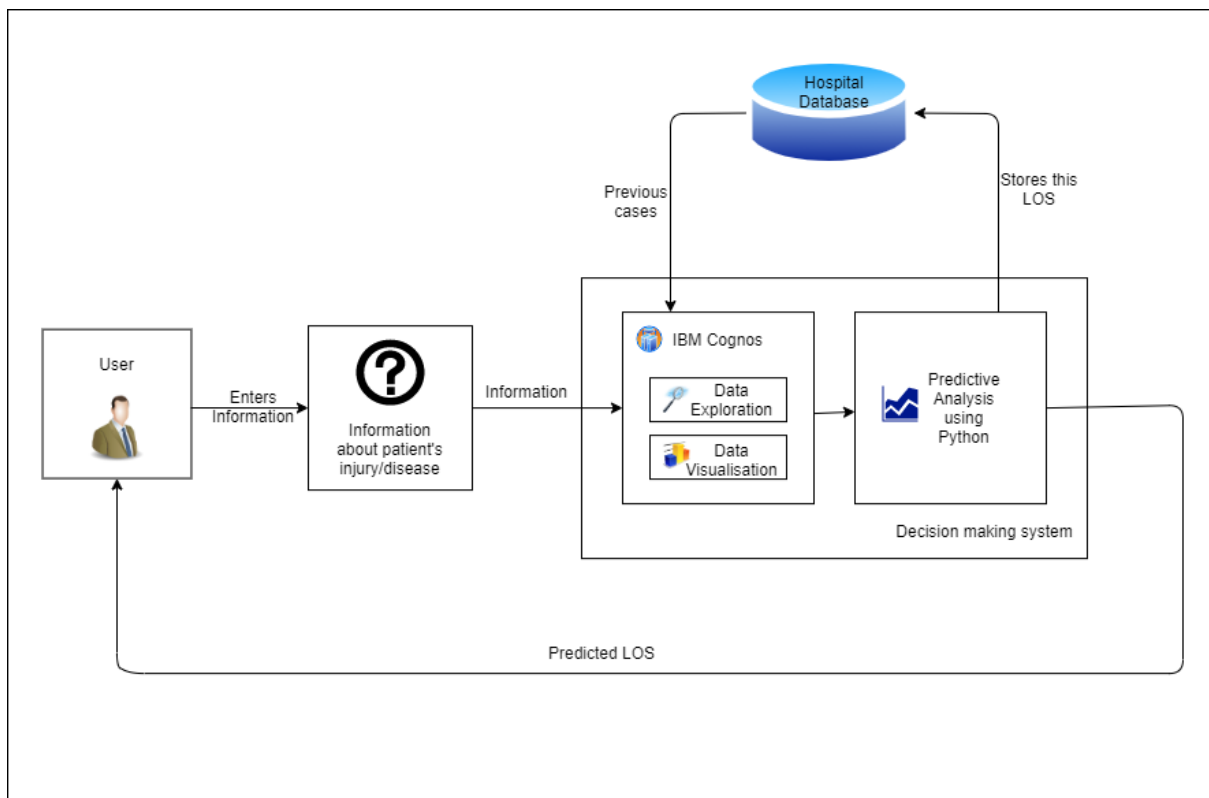 Hospital
Database
Previous
cases
Stores this
LOS
User
Enters
Information
Information
about patient's
injury/disease
Information
IBM Cognos
Data
Exploration
Data
Visualisation
Predictive
Analysis
using
Python
Decision making system
Predicted LOS